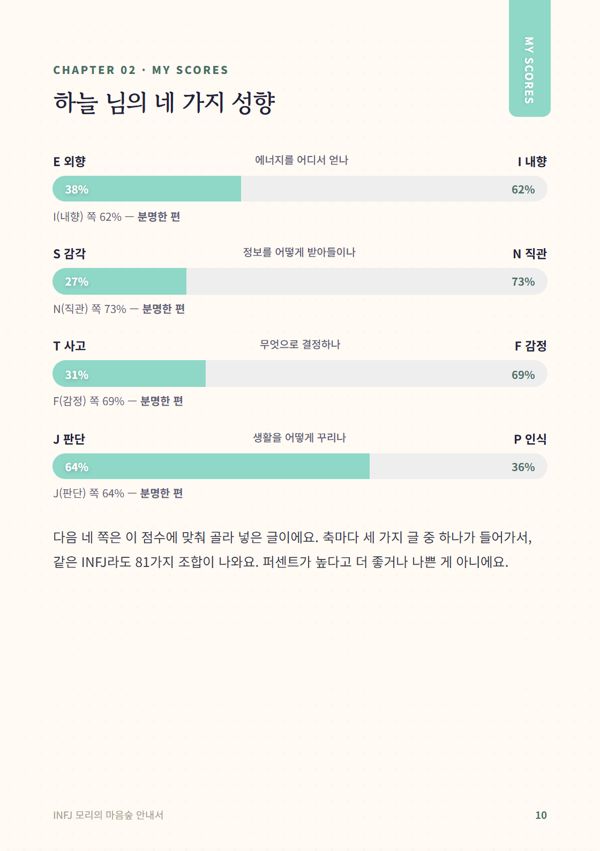 MY SCORES
CHAPTER 02 · MY SCORES
하늘 님의 네 가지 성향
E 외향 에너지를 어디서 얻나 I 내향
38% 62%
I(내향) 쪽 62% — 분명한 편
S 감각 정보를 어떻게 받아들이나 N 직관
27% 73%
N(직관) 쪽 73% — 분명한 편
T 사고 무엇으로 결정하나 F 감정
31% 69%
F(감정) 쪽 69% — 분명한 편
J 판단 생활을 어떻게 꾸리나 P 인식
64% 36%
J(판단) 쪽 64% — 분명한 편
다음 네 쪽은 이 점수에 맞춰 골라 넣은 글이에요. 축마다 세 가지 글 중 하나가 들어가서,
같은 INFJ라도 81가지 조합이 나와요. 퍼센트가 높다고 더 좋거나 나쁜 게 아니에요.
INFJ 모리의 마음숲 안내서 10